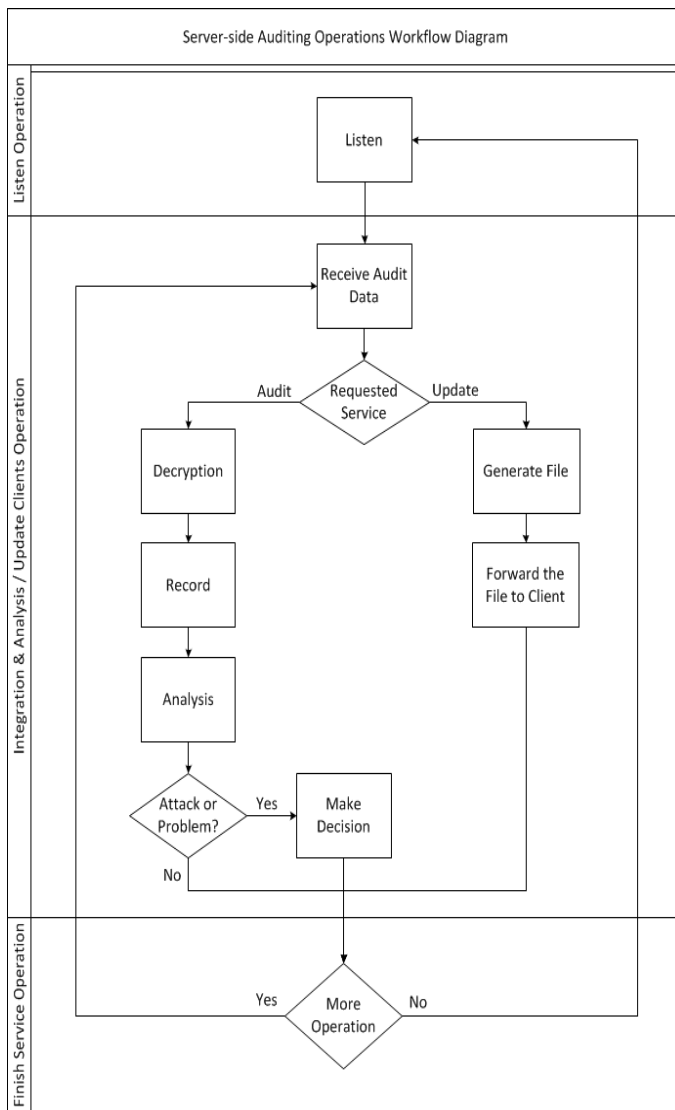 Server-side Auditing Operations Workflow Diagram
Listen Operation
Listen
Integration & Analysis / Update Clients Operation
Receive Audit
Data
Audit
Requested
Service
Update
Decryption
Generate File
Record
Forward the
File to Client
Analysis
Attack or
Problem?
Yes
Make
Decision
No
Finish Service Operation
Yes
More
Operation
No